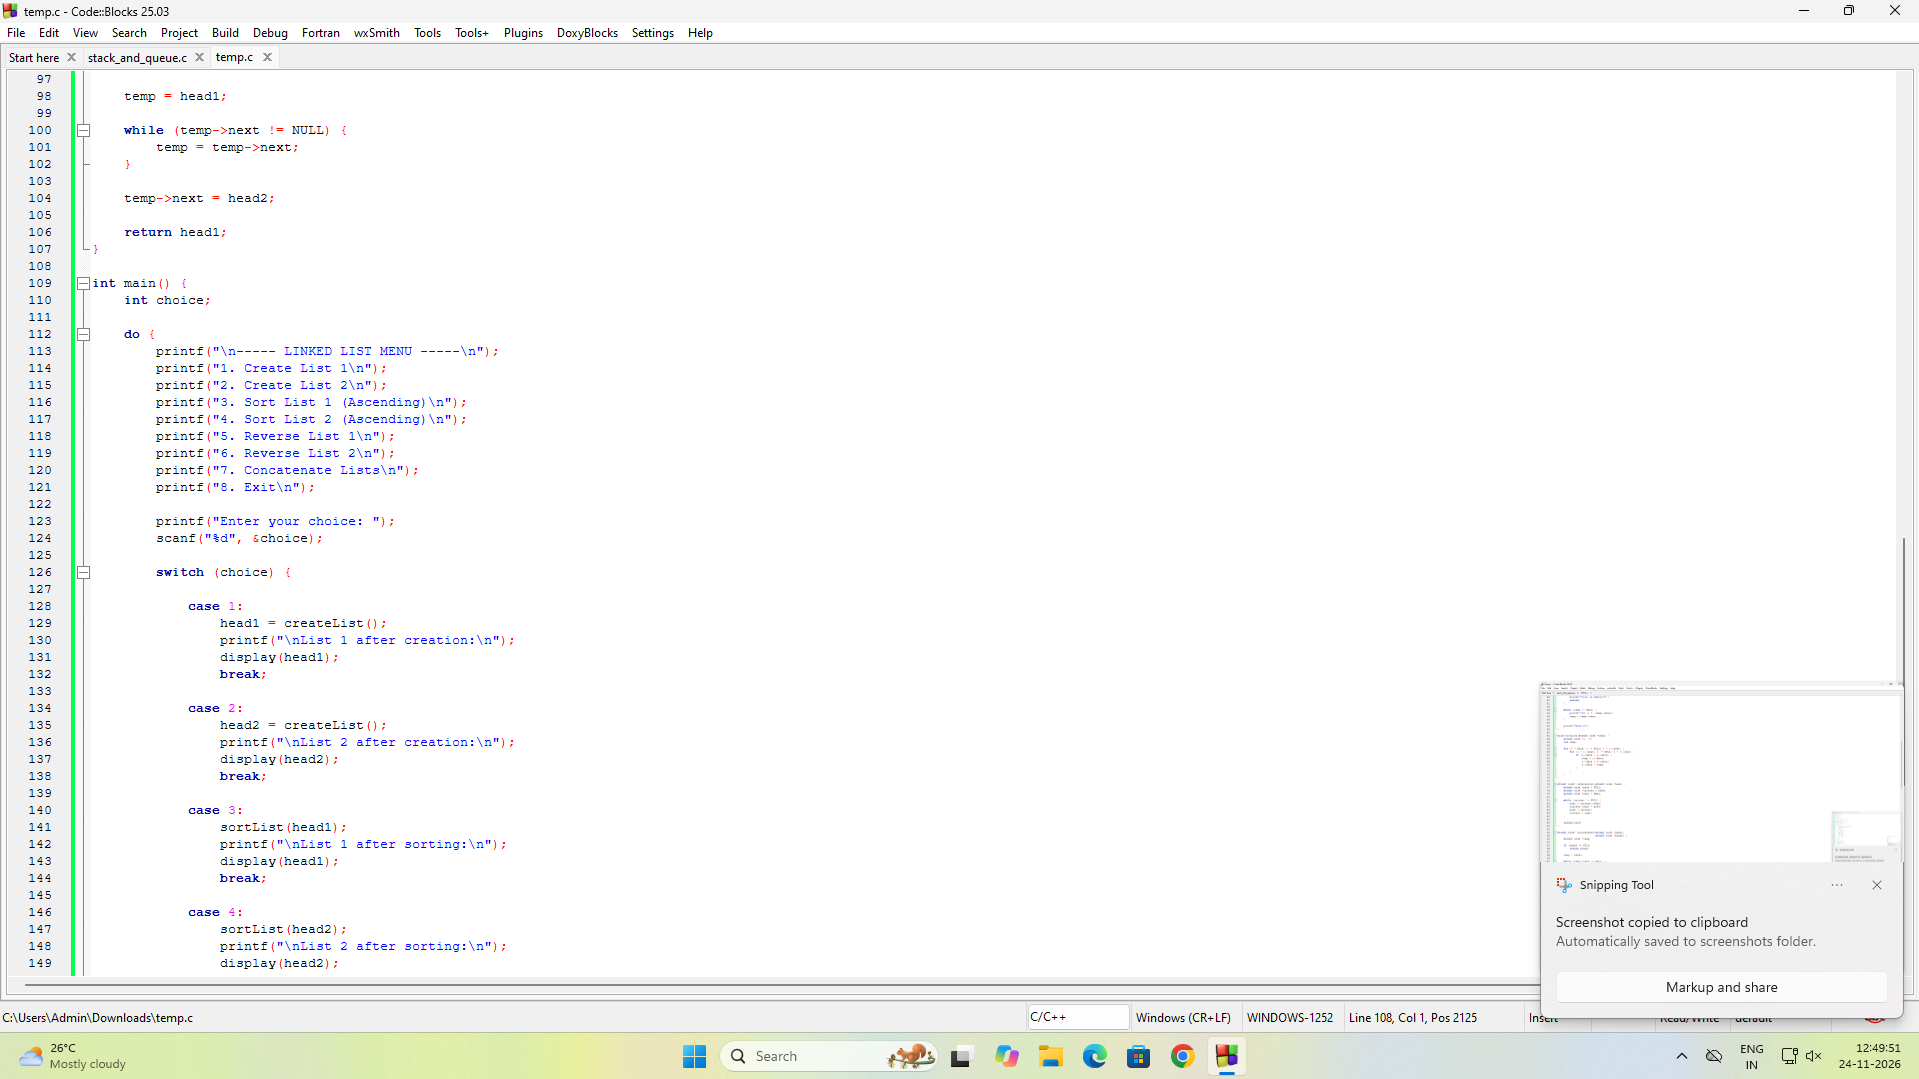 temp.c - Code::Blocks 25.03
File Edit View Search Project Build Debug Fortran wxSmith Tools Tools+ Plugins DoxyBlocks Settings Help
Start here stack_and_queue.c temp.c
97
98 temp = head1;
99
100 while (temp->next != NULL) {
101 temp = temp->next;
102 }
103
104 temp->next = head2;
105
106 return head1;
107 }
108
109 int main() {
110 int choice;
111
112 do {
113 printf("\n----- LINKED LIST MENU -----\n");
114 printf("1. Create List 1\n");
115 printf("2. Create List 2\n");
116 printf("3. Sort List 1 (Ascending)\n");
117 printf("4. Sort List 2 (Ascending)\n");
118 printf("5. Reverse List 1\n");
119 printf("6. Reverse List 2\n");
120 printf("7. Concatenate Lists\n");
121 printf("8. Exit\n");
122
123 printf("Enter your choice: ");
124 scanf("%d", &choice);
125
126 switch (choice) {
127
128 case 1:
129 head1 = createList();
130 printf("\nList 1 after creation:\n");
131 display(head1);
132 break;
133
134 case 2:
135 head2 = createList();
136 printf("\nList 2 after creation:\n");
137 display(head2);
138 break;
139
140 case 3:
141 sortList(head1);
142 printf("\nList 1 after sorting:\n");
143 display(head1);
144 break;
145
146 case 4:
147 sortList(head2);
148 printf("\nList 2 after sorting:\n");
149 display(head2);
Snipping Tool
Screenshot copied to clipboard
Automatically saved to screenshots folder.
Markup and share
C:\Users\Admin\Downloads\temp.c C/C++ Windows (CR+LF) WINDOWS-1252 Line 108, Col 1, Pos 2125 Insert Read/Write default
26°C
Mostly cloudy
Search
ENG
IN
12:49:51
24-11-2026